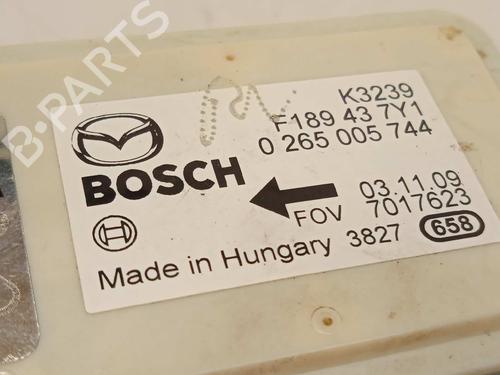 B-PARTS
K3239
F189 43 7Y1
0 265 005 744
BOSCH
03.11.09
FOV 7017623
Made in Hungary 3827 658